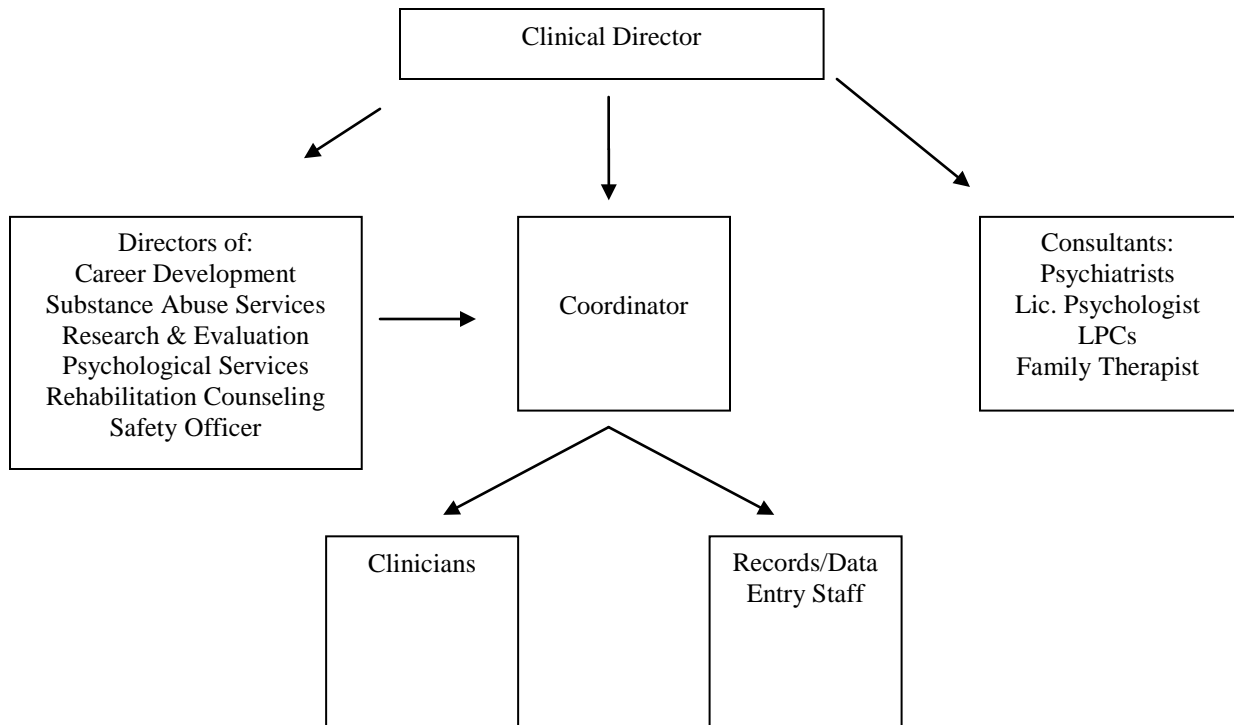 Clinical Director
Directors of:
Career Development
Substance Abuse Services
Research & Evaluation
Psychological Services
Rehabilitation Counseling
Safety Officer
Coordinator
Consultants:
Psychiatrists
Lic. Psychologist
LPCs
Family Therapist
Clinicians
Records/Data
Entry Staff